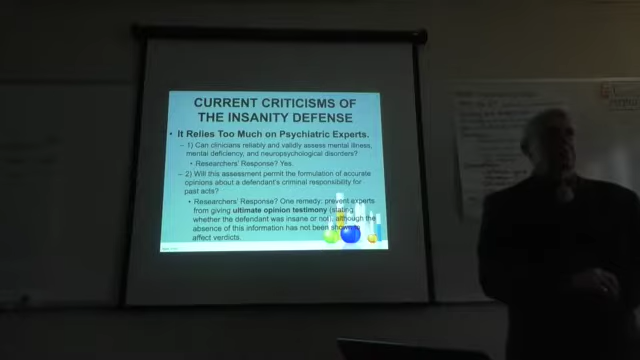 CURRENT CRITICISMS OF
THE INSANITY DEFENSE
• It Relies Too Much on Psychiatric Experts.
– 1) Can clinicians reliably and validly assess mental illness,
mental deficiency, and neuropsychological disorders?
• Researchers' Response? Yes.
– 2) Will this assessment permit the formulation of accurate
opinions about a defendant's criminal responsibility for
past acts?
• Researchers' Response? One remedy: prevent experts
from giving ultimate opinion testimony (stating
whether the defendant was insane or not), although the
absence of this information has not been shown to
affect verdicts.